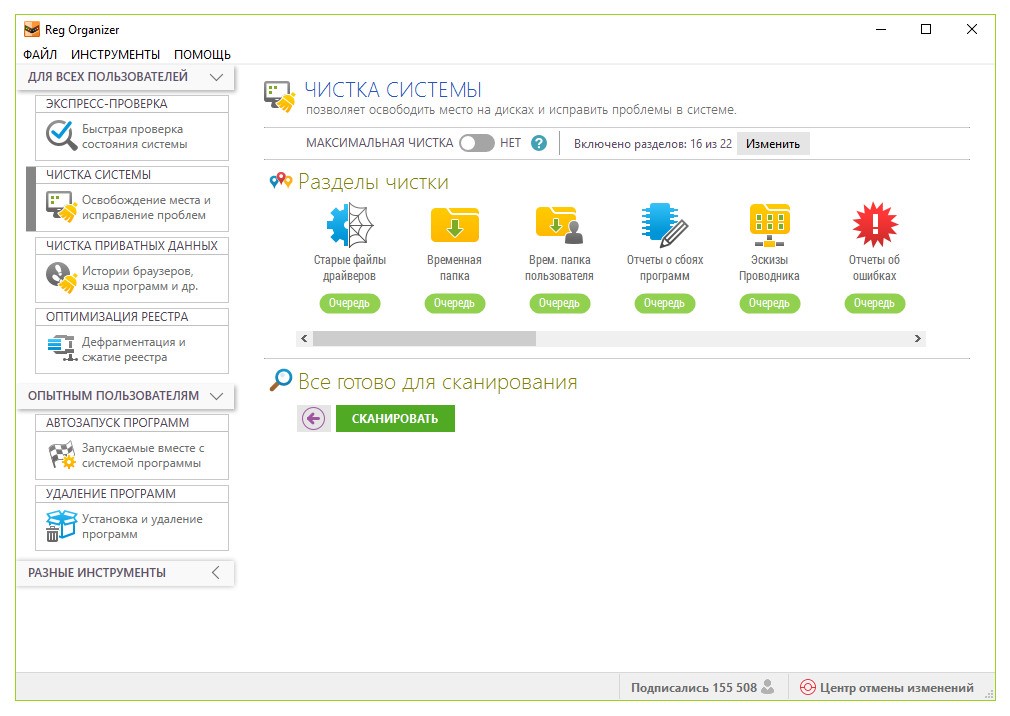 Reg Organizer
ФАЙЛ ИНСТРУМЕНТЫ ПОМОЩЬ
ДЛЯ ВСЕХ ПОЛЬЗОВАТЕЛЕЙ
ЭКСПРЕСС-ПРОВЕРКА
Быстрая проверка
состояния системы
ЧИСТКА СИСТЕМЫ
Освобождение места и
исправление проблем
ЧИСТКА ПРИВАТНЫХ ДАННЫХ
Истории браузеров,
кэша программ и др.
ОПТИМИЗАЦИЯ РЕЕСТРА
Дефрагментация и
сжатие реестра
ОПЫТНЫМ ПОЛЬЗОВАТЕЛЯМ
АВТОЗАПУСК ПРОГРАММ
Запускаемые вместе с
системой программы
УДАЛЕНИЕ ПРОГРАММ
Установка и удаление
программ
РАЗНЫЕ ИНСТРУМЕНТЫ
ЧИСТКА СИСТЕМЫ
позволяет освободить место на дисках и исправить проблемы в системе.
МАКСИМАЛЬНАЯ ЧИСТКА НЕТ ? Включено разделов: 16 из 22 Изменить
Разделы чистки
Старые файлы
драйверов
Очередь
Временная
папка
Очередь
Врем. папка
пользователя
Очередь
Отчеты о сбоях
программ
Очередь
Эскизы
Проводника
Очередь
Отчеты об
ошибках
Очередь
Все готово для сканирования
СКАНИРОВАТЬ
Подписались 155 508 Центр отмены изменений